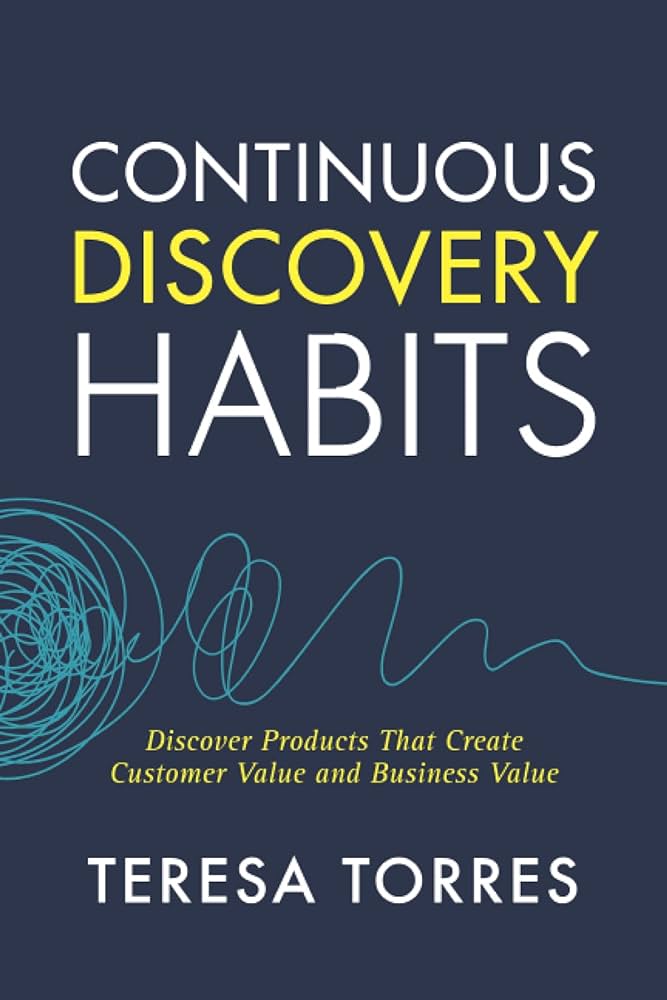 CONTINUOUS
DISCOVERY
HABITS
Discover Products That Create
Customer Value and Business Value
TERESA TORRES